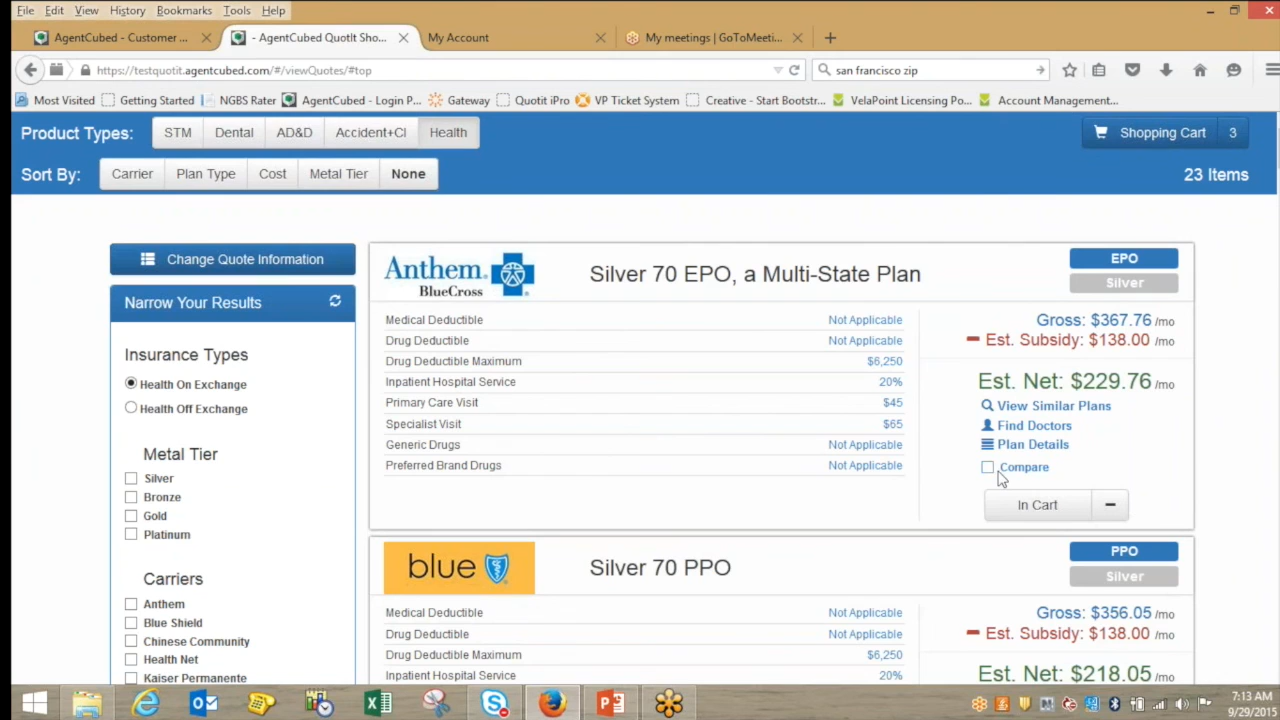 File Edit View History Bookmarks Tools Help
AgentCubed - Customer ... - AgentCubed QuotIt Sho... My Account My meetings | GoToMeeti...
https://testquotit.agentcubed.com/#/viewQuotes/#top san francisco zip
Most Visited Getting Started NGBS Rater AgentCubed - Login P... Gateway Quotit iPro VP Ticket System Creative - Start Bootstr... VelaPoint Licensing Po... Account Management...
Product Types: STM Dental AD&D Accident+CI Health Shopping Cart 3
Sort By: Carrier Plan Type Cost Metal Tier None 23 Items
Change Quote Information
Narrow Your Results
Insurance Types
Health On Exchange
Health Off Exchange
Metal Tier
Silver
Bronze
Gold
Platinum
Carriers
Anthem
Blue Shield
Chinese Community
Health Net
Kaiser Permanente
Anthem. BlueCross
Silver 70 EPO, a Multi-State Plan
EPO
Silver
Medical Deductible Not Applicable
Drug Deductible Not Applicable
Drug Deductible Maximum $6,250
Inpatient Hospital Service 20%
Primary Care Visit $45
Specialist Visit $65
Generic Drugs Not Applicable
Preferred Brand Drugs Not Applicable
Gross: $367.76 /mo
Est. Subsidy: $138.00 /mo
Est. Net: $229.76 /mo
View Similar Plans
Find Doctors
Plan Details
Compare
In Cart
blue
Silver 70 PPO
PPO
Silver
Medical Deductible Not Applicable
Drug Deductible Not Applicable
Drug Deductible Maximum $6,250
Inpatient Hospital Service 20%
Gross: $356.05 /mo
Est. Subsidy: $138.00 /mo
Est. Net: $218.05 /mo
7:13 AM
9/29/2015